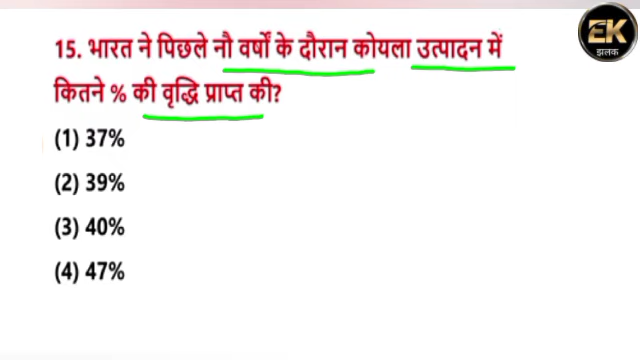 EK
झलक
15. भारत ने पिछले नौ वर्षों के दौरान कोयला उत्पादन में
कितने % की वृद्धि प्राप्त की?
(1) 37%
(2) 39%
(3) 40%
(4) 47%